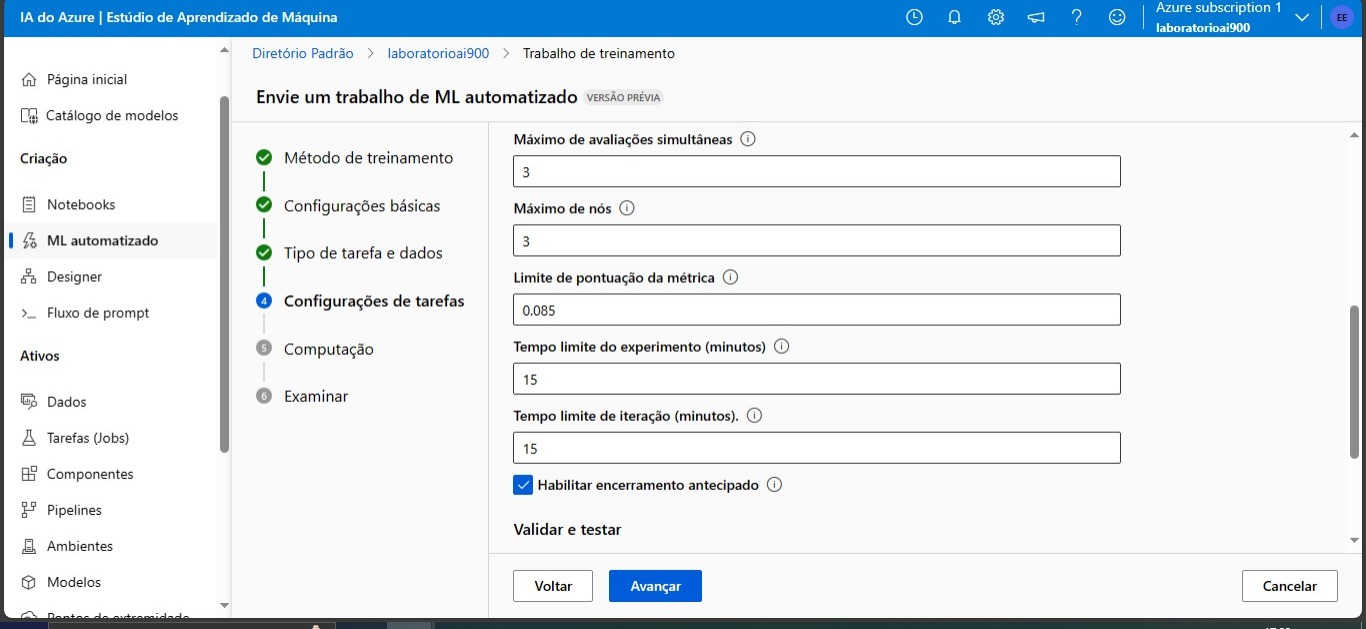 IA do Azure | Estúdio de Aprendizado de Máquina
Azure subscription 1
laboratorioai900
EE
Diretório Padrão > laboratorioai900 > Trabalho de treinamento
Envie um trabalho de ML automatizado VERSÃO PRÉVIA
Página inicial
Catálogo de modelos
Criação
Notebooks
ML automatizado
Designer
Fluxo de prompt
Ativos
Dados
Tarefas (Jobs)
Componentes
Pipelines
Ambientes
Modelos
Pontos de extremidade
Método de treinamento
Configurações básicas
Tipo de tarefa e dados
4 Configurações de tarefas
5 Computação
6 Examinar
Máximo de avaliações simultâneas
3
Máximo de nós
3
Limite de pontuação da métrica
0.085
Tempo limite do experimento (minutos)
15
Tempo limite de iteração (minutos).
15
Habilitar encerramento antecipado
Validar e testar
Voltar
Avançar
Cancelar